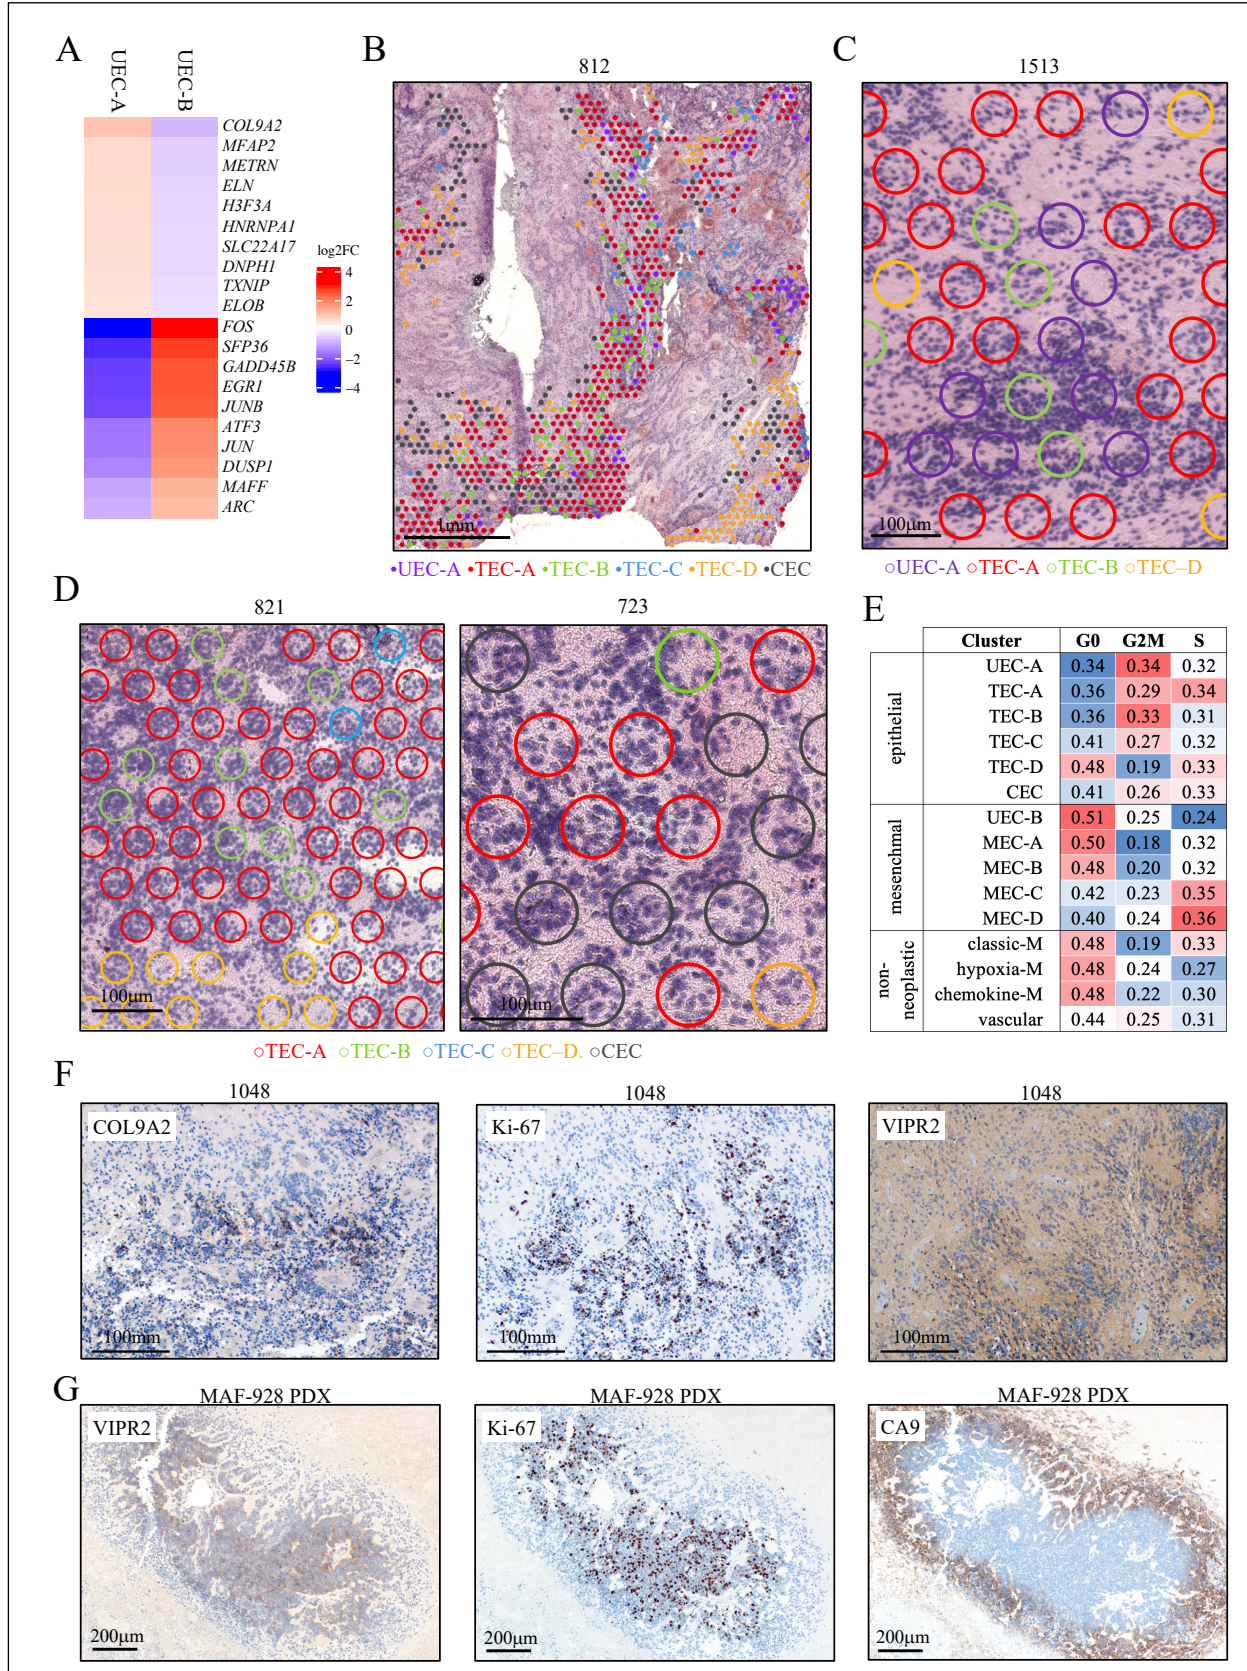 A
UEC-A
UEC-B
COL9A2
MFAP2
METRN
ELN
H3F3A
HNRNPA1
SLC22A17
DNPH1
TXNIP
ELOB
FOS
SFP36
GADD45B
EGR1
JUNB
ATF3
JUN
DUSP1
MAFF
ARC
log2FC
4
2
0
−2
−4
B
812
1mm
•UEC-A •TEC-A •TEC-B •TEC-C •TEC-D •CEC
C
1513
100μm
○UEC-A ○TEC-A ○TEC-B ○TEC–D
D
821
100μm
723
100μm
○TEC-A ○TEC-B ○TEC-C ○TEC–D. ○CEC
E
Cluster G0 G2M S
epithelial
UEC-A 0.34 0.34 0.32
TEC-A 0.36 0.29 0.34
TEC-B 0.36 0.33 0.31
TEC-C 0.41 0.27 0.32
TEC-D 0.48 0.19 0.33
CEC 0.41 0.26 0.33
mesenchmal
UEC-B 0.51 0.25 0.24
MEC-A 0.50 0.18 0.32
MEC-B 0.48 0.20 0.32
MEC-C 0.42 0.23 0.35
MEC-D 0.40 0.24 0.36
non-
neoplastic
classic-M 0.48 0.19 0.33
hypoxia-M 0.48 0.24 0.27
chemokine-M 0.48 0.22 0.30
vascular 0.44 0.25 0.31
F
1048
COL9A2
100mm
1048
Ki-67
100mm
1048
VIPR2
100mm
G
MAF-928 PDX
VIPR2
200μm
MAF-928 PDX
Ki-67
200μm
MAF-928 PDX
CA9
200μm